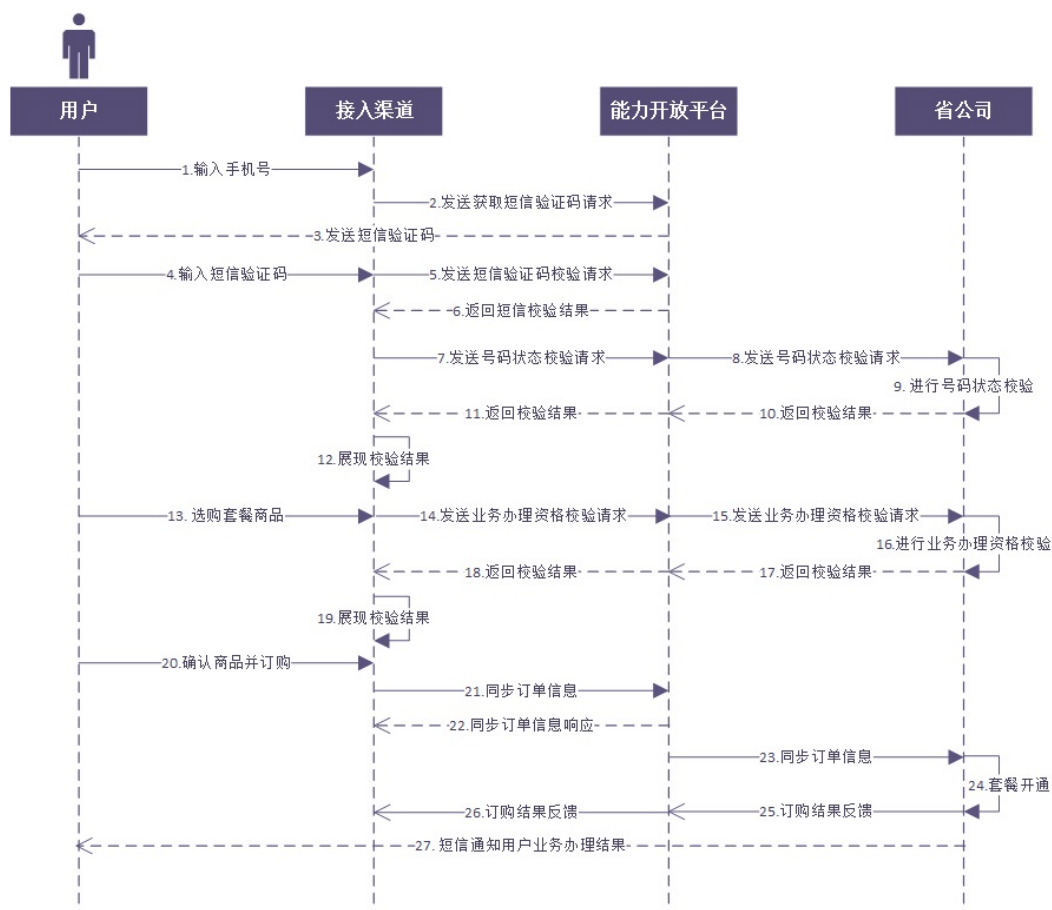 用户
接入渠道
能力开放平台
省公司
1.输入手机号
2.发送获取短信验证码请求
3.发送短信验证码
4.输入短信验证码
5.发送短信验证码校验请求
6.返回短信校验结果
7.发送号码状态校验请求
8.发送号码状态校验请求
9. 进行号码状态校验
11.返回校验结果
10.返回校验结果
12.展现校验结果
13. 选购套餐商品
14.发送业务办理资格校验请求
15.发送业务办理资格校验请求
16.进行业务办理资格校验
18.返回校验结果
17.返回校验结果
19.展现校验结果
20.确认商品并订购
21.同步订单信息
22.同步订单信息响应
23.同步订单信息
24.套餐开通
26.订购结果反馈
25.订购结果反馈
27. 短信通知用户业务办理结果